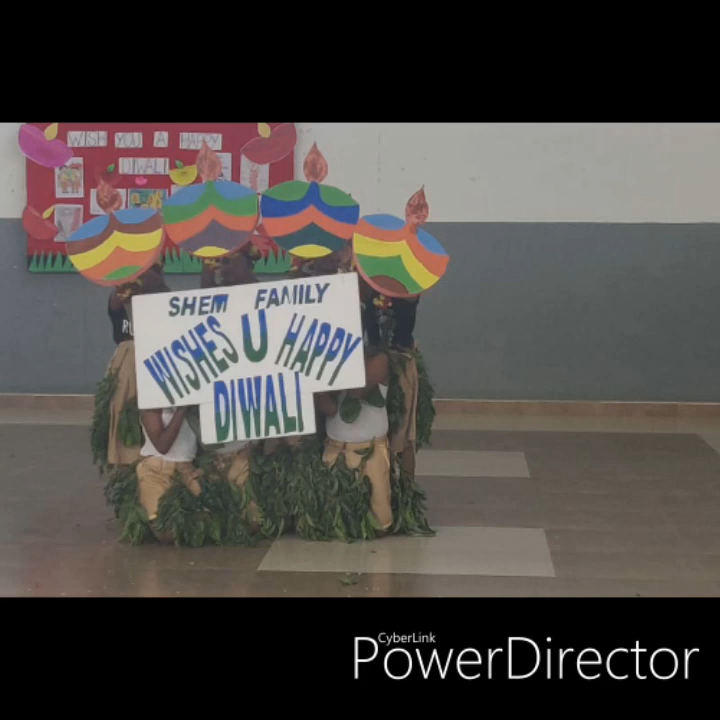 WISH YOU A HAPPY
DIWALI
SHEM FAMILY
WISHES U HAPPY
DIWALI
CyberLink
PowerDirector